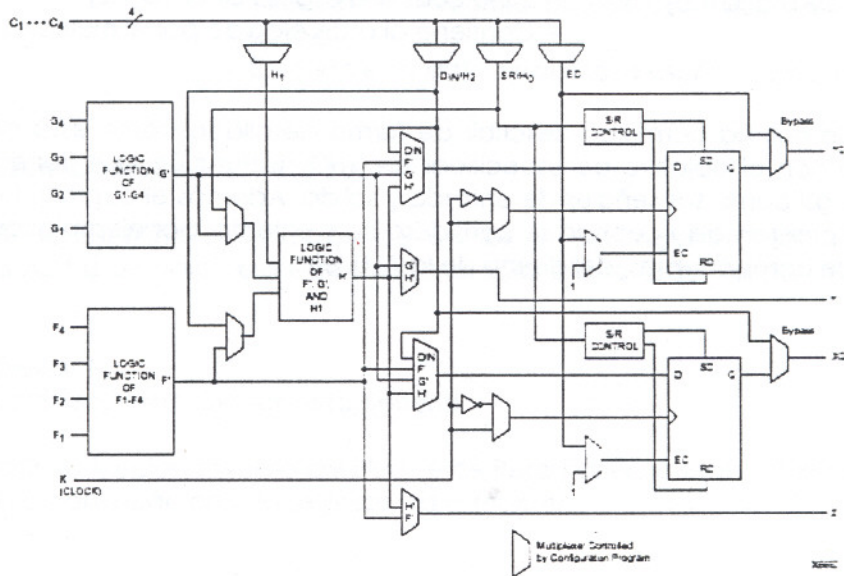 C1 ···· C4
4
H1
DIN/H2
SR/H0
EC
G4
G3
G2
G1
LOGIC
FUNCTION
OF
G1-G4
G'
DIN
F'
G'
H'
S/R
CONTROL
Bypass
D
SD
Q
EC
RD
1
LOGIC
FUNCTION
OF
F', G',
AND
H1
H'
G'
H'
Y
F4
F3
F2
F1
LOGIC
FUNCTION
OF
F1-F4
F'
DIN
F'
G'
H'
S/R
CONTROL
Bypass
XQ
D
SD
Q
EC
RD
1
K
(CLOCK)
H'
F'
X
Multiplexer Controlled
by Configuration Program